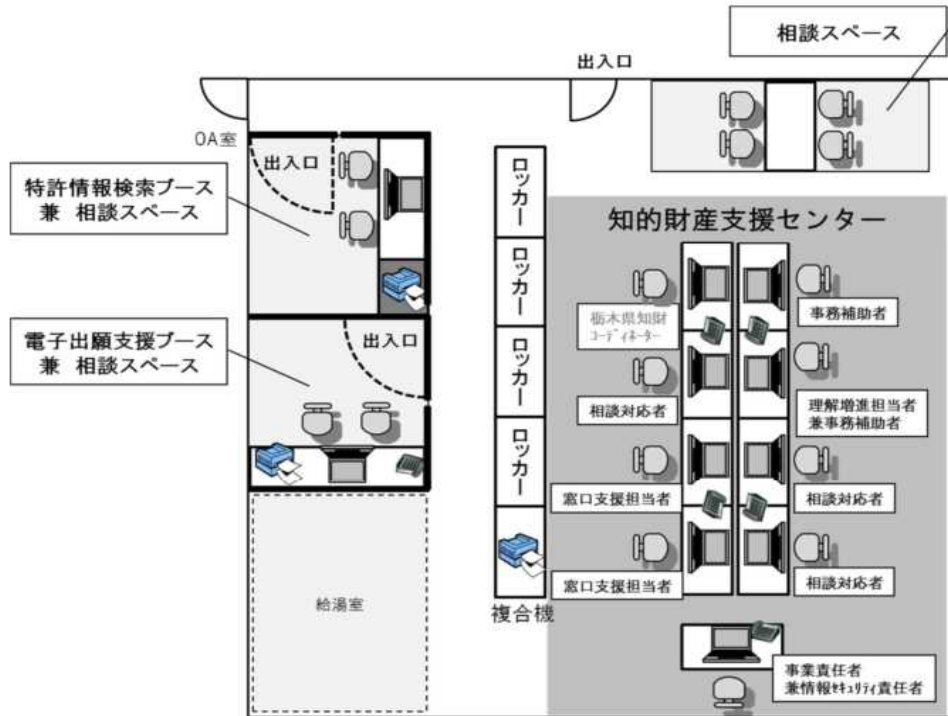 相談スペース
出入口
OA室
出入口
特許情報検索ブース
兼 相談スペース
ロッカー
知的財産支援センター
ロッカー
栃木県知財
コーディネーター
事務補助者
電子出願支援ブース
兼 相談スペース
出入口
ロッカー
相談対応者
理解増進担当者
兼事務補助者
ロッカー
窓口支援担当者
相談対応者
窓口支援担当者
相談対応者
給湯室
複合機
事業責任者
兼情報セキュリティ責任者